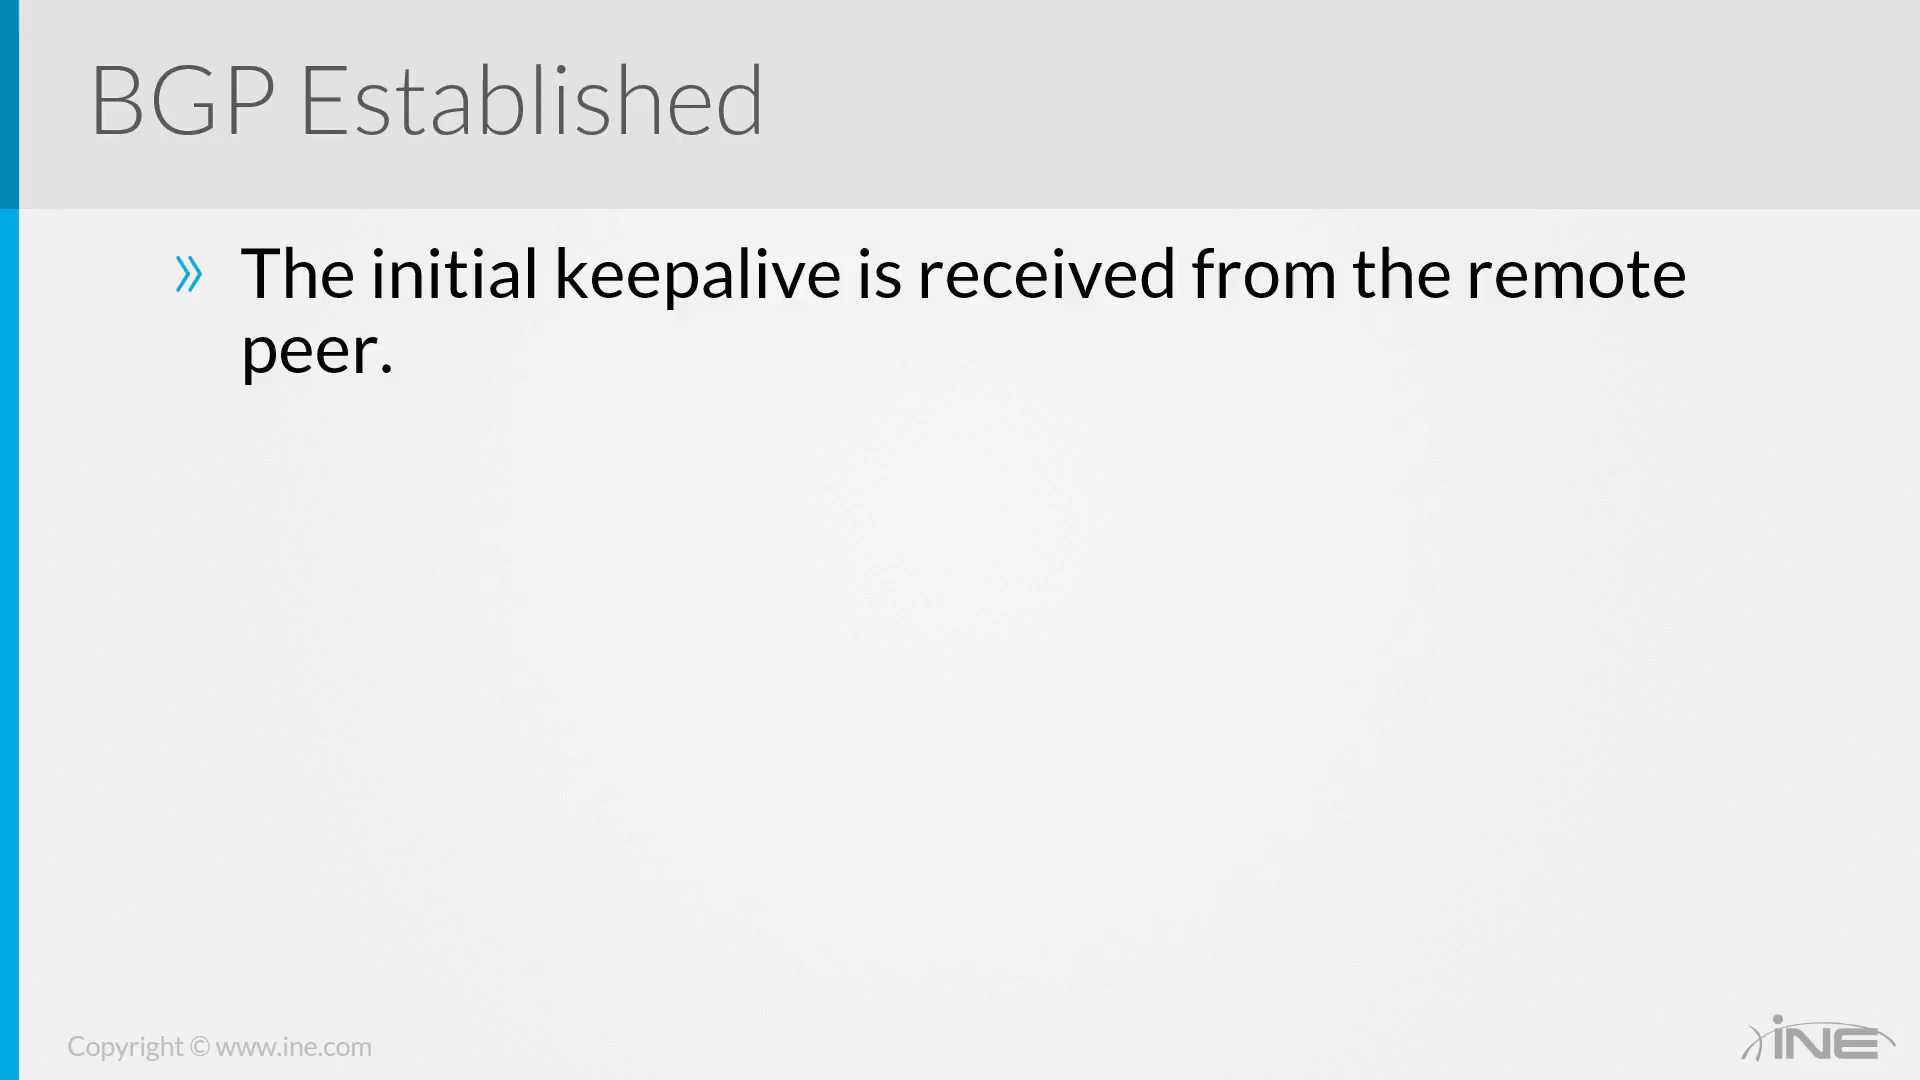 BGP Established
» The initial keepalive is received from the remote
peer.
Copyright © www.ine.com
iNE